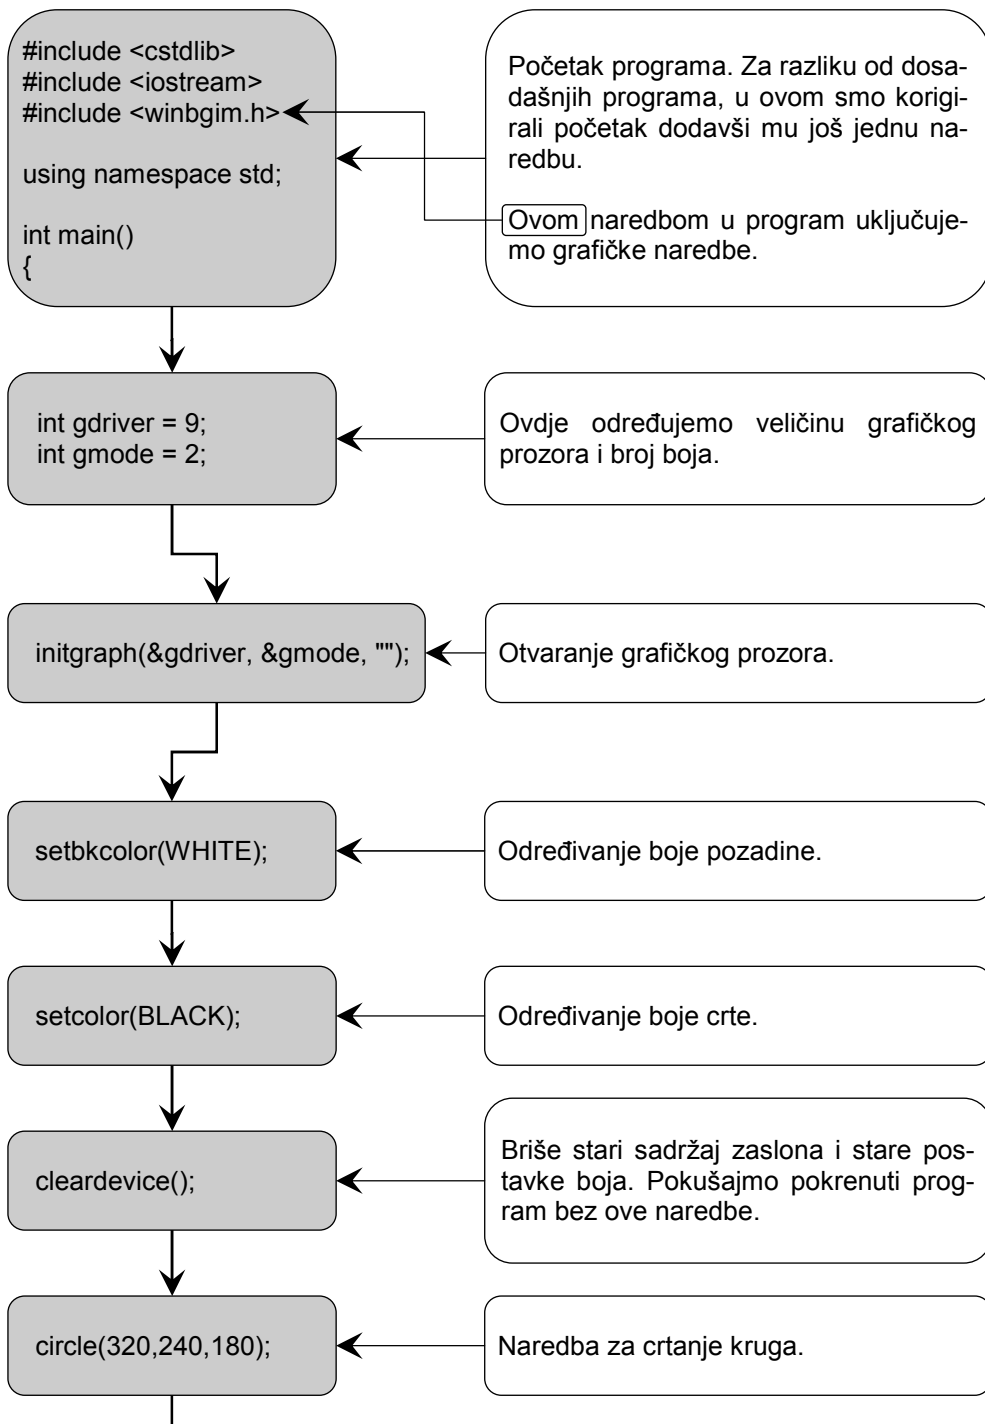 #include <cstdlib>
#include <iostream>
#include <winbgim.h>
using namespace std;
int main()
{
Početak programa. Za razliku od dosa-
dašnjih programa, u ovom smo korigi-
rali početak dodavši mu još jednu na-
redbu.
Ovom naredbom u program uključuje-
mo grafičke naredbe.
int gdriver = 9;
int gmode = 2;
Ovdje određujemo veličinu grafičkog
prozora i broj boja.
initgraph(&gdriver, &gmode, "");
Otvaranje grafičkog prozora.
setbkcolor(WHITE);
Određivanje boje pozadine.
setcolor(BLACK);
Određivanje boje crte.
cleardevice();
Briše stari sadržaj zaslona i stare pos-
tavke boja. Pokušajmo pokrenuti prog-
ram bez ove naredbe.
circle(320,240,180);
Naredba za crtanje kruga.